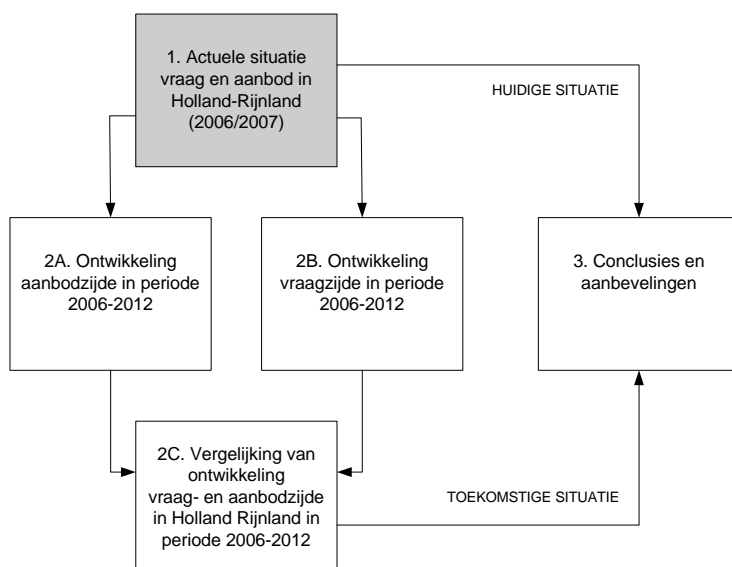 1. Actuele situatie
vraag en aanbod in
Holland-Rijnland
(2006/2007)
HUIDIGE SITUATIE
2A. Ontwikkeling
aanbodzijde in periode
2006-2012
2B. Ontwikkeling
vraagzijde in periode
2006-2012
3. Conclusies en
aanbevelingen
2C. Vergelijking van
ontwikkeling
vraag- en aanbodzijde
in Holland Rijnland in
periode 2006-2012
TOEKOMSTIGE SITUATIE